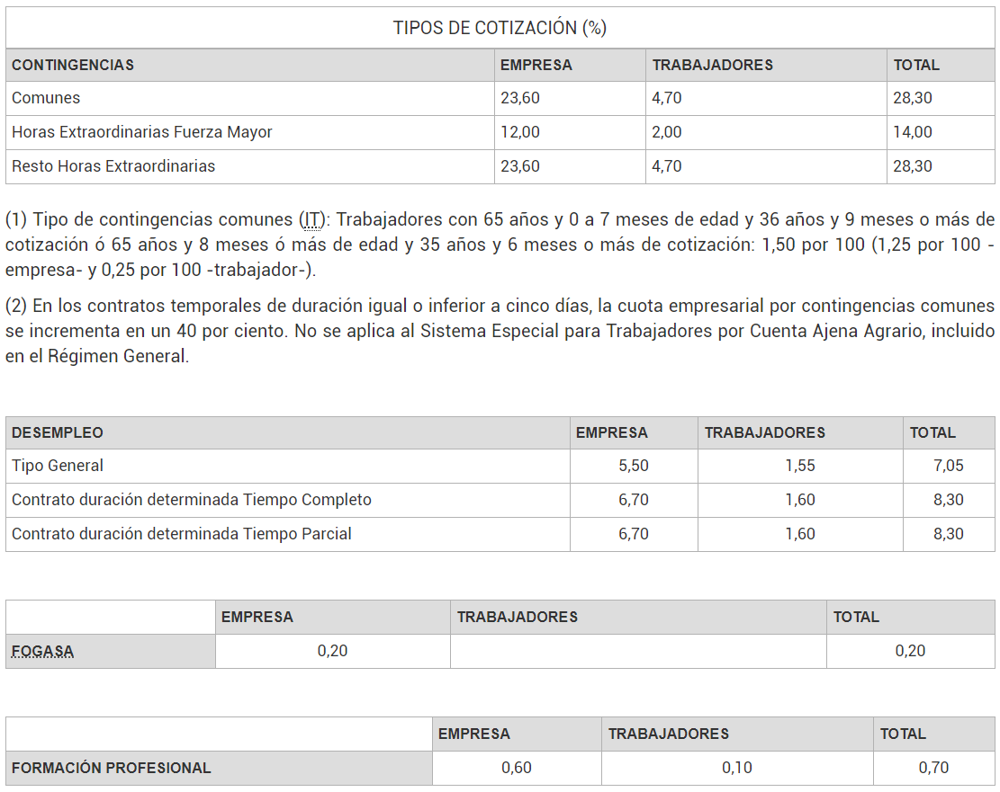 TIPOS DE COTIZACIÓN (%)
CONTINGENCIAS EMPRESA TRABAJADORES TOTAL
Comunes 23,60 4,70 28,30
Horas Extraordinarias Fuerza Mayor 12,00 2,00 14,00
Resto Horas Extraordinarias 23,60 4,70 28,30
(1) Tipo de contingencias comunes (IT): Trabajadores con 65 años y 0 a 7 meses de edad y 36 años y 9 meses o más de
cotización ó 65 años y 8 meses ó más de edad y 35 años y 6 meses o más de cotización: 1,50 por 100 (1,25 por 100 -
empresa- y 0,25 por 100 -trabajador-).
(2) En los contratos temporales de duración igual o inferior a cinco días, la cuota empresarial por contingencias comunes
se incrementa en un 40 por ciento. No se aplica al Sistema Especial para Trabajadores por Cuenta Ajena Agrario, incluido
en el Régimen General.
DESEMPLEO EMPRESA TRABAJADORES TOTAL
Tipo General 5,50 1,55 7,05
Contrato duración determinada Tiempo Completo 6,70 1,60 8,30
Contrato duración determinada Tiempo Parcial 6,70 1,60 8,30
EMPRESA TRABAJADORES TOTAL
FOGASA 0,20 0,20
EMPRESA TRABAJADORES TOTAL
FORMACIÓN PROFESIONAL 0,60 0,10 0,70